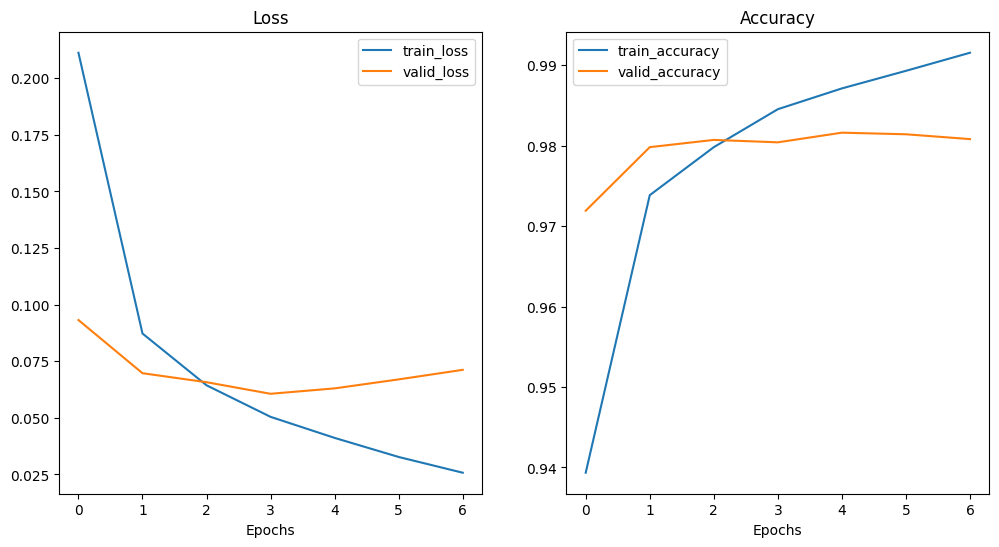 Loss
train_loss
valid_loss
0.200
0.175
0.150
0.125
0.100
0.075
0.050
0.025
0 1 2 3 4 5 6
Epochs
Accuracy
train_accuracy
valid_accuracy
0.99
0.98
0.97
0.96
0.95
0.94
0 1 2 3 4 5 6
Epochs